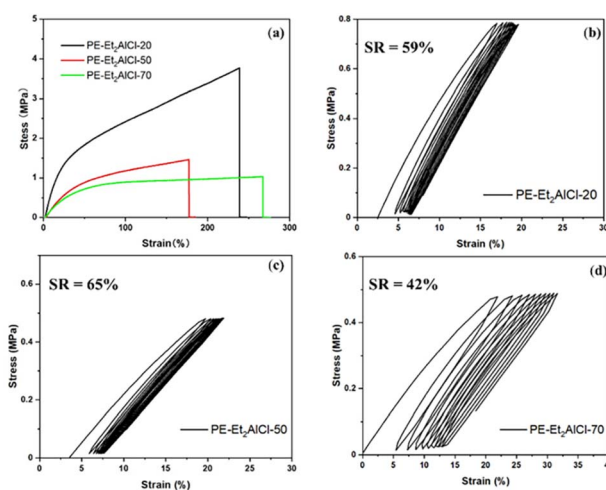 (a)
PE-Et₂AlCl-20
PE-Et₂AlCl-50
PE-Et₂AlCl-70
Stess (MPa)
5
4
3
2
1
0
0 100 200 300
Strain(%)
(b)
SR = 59%
Stress (MPa)
0.8
0.6
0.4
0.2
0
0 5 10 15 20 25 30
Strain (%)
PE-Et₂AlCl-20
(c)
SR = 65%
Stress (MPa)
0.6
0.4
0.2
0
0 5 10 15 20 25 30
Strain (%)
PE-Et₂AlCl-50
(d)
SR = 42%
Stress (MPa)
0.6
0.4
0.2
0
0 5 10 15 20 25 30 35 40
Strain (%)
PE-Et₂AlCl-70